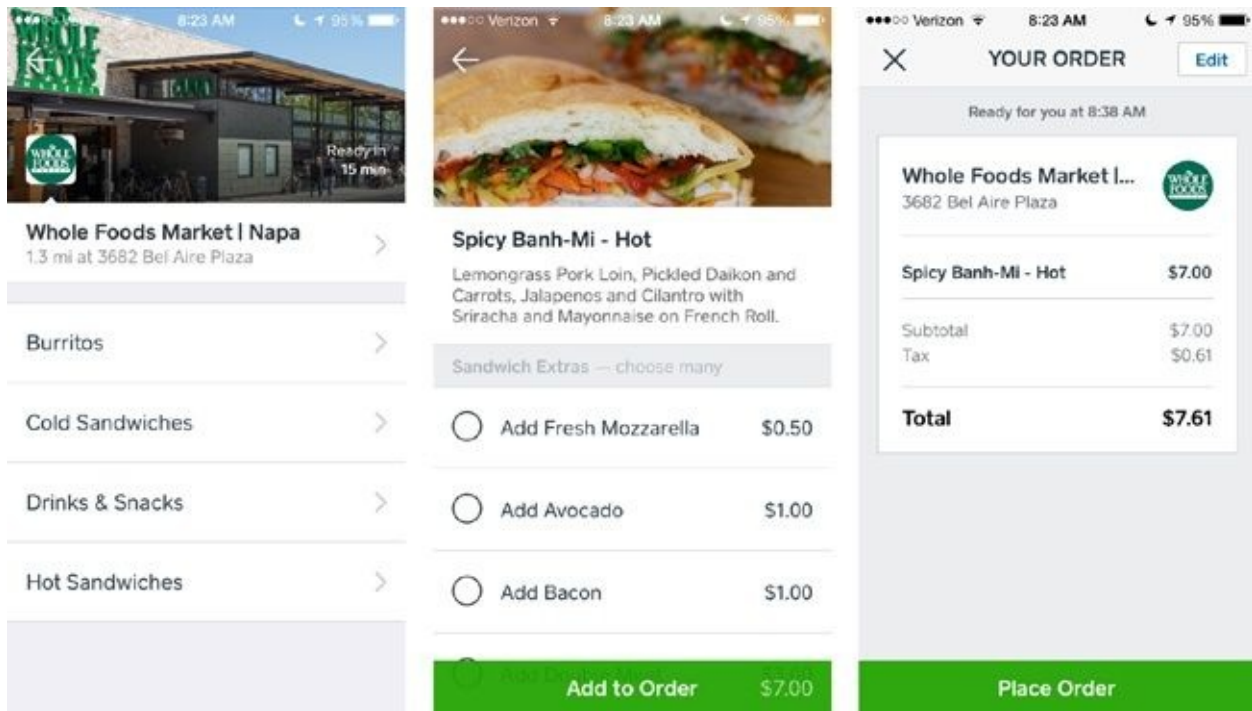 8:23 AM
95%
WHOLE
FOODS
Ready in
15 min
WHOLE
FOODS
Whole Foods Market | Napa
1.3 mi at 3682 Bel Aire Plaza
Burritos
Cold Sandwiches
Drinks & Snacks
Hot Sandwiches
Verizon 8:23 AM 95%
Spicy Banh-Mi - Hot
Lemongrass Pork Loin, Pickled Daikon and
Carrots, Jalapenos and Cilantro with
Sriracha and Mayonnaise on French Roll.
Sandwich Extras — choose many
Add Fresh Mozzarella $0.50
Add Avocado $1.00
Add Bacon $1.00
Add to Order $7.00
Verizon 8:23 AM 95%
YOUR ORDER Edit
Ready for you at 8:38 AM
Whole Foods Market |...
3682 Bel Aire Plaza
WHOLE
FOODS
Spicy Banh-Mi - Hot $7.00
Subtotal $7.00
Tax $0.61
Total $7.61
Place Order